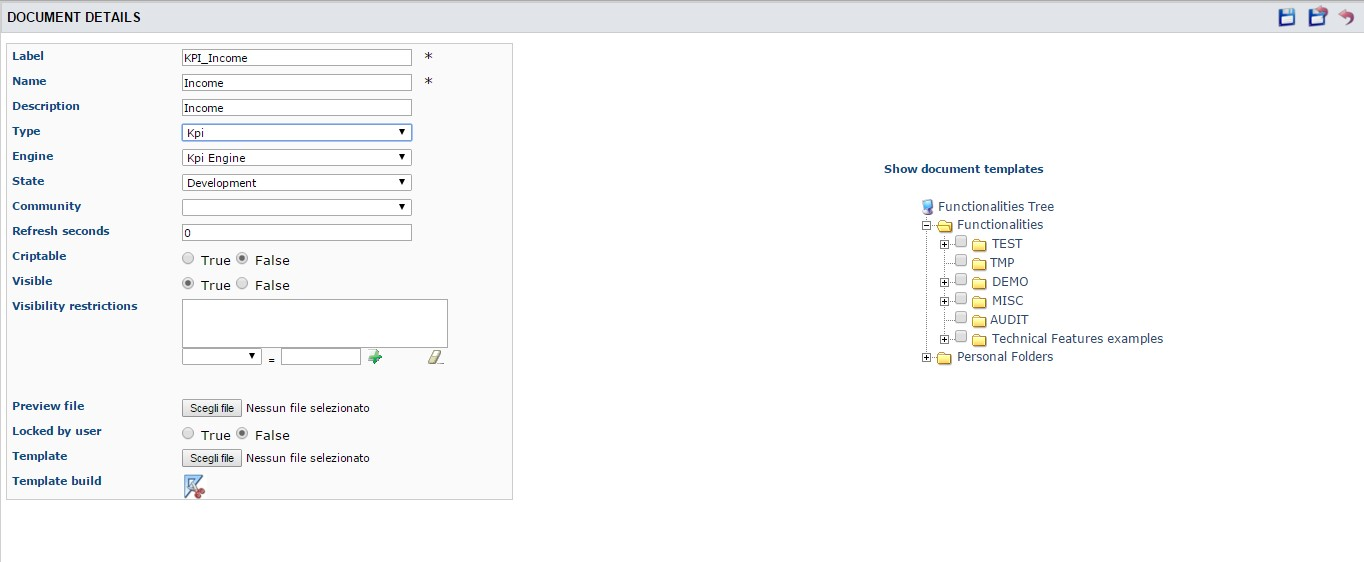 DOCUMENT DETAILS
Label KPI_Income *
Name Income *
Description Income
Type Kpi
Engine Kpi Engine
State Development
Community
Refresh seconds 0
Criptable True False
Visible True False
Visibility restrictions
=
Preview file Scegli file Nessun file selezionato
Locked by user True False
Template Scegli file Nessun file selezionato
Template build
Show document templates
Functionalities Tree
Functionalities
TEST
TMP
DEMO
MISC
AUDIT
Technical Features examples
Personal Folders